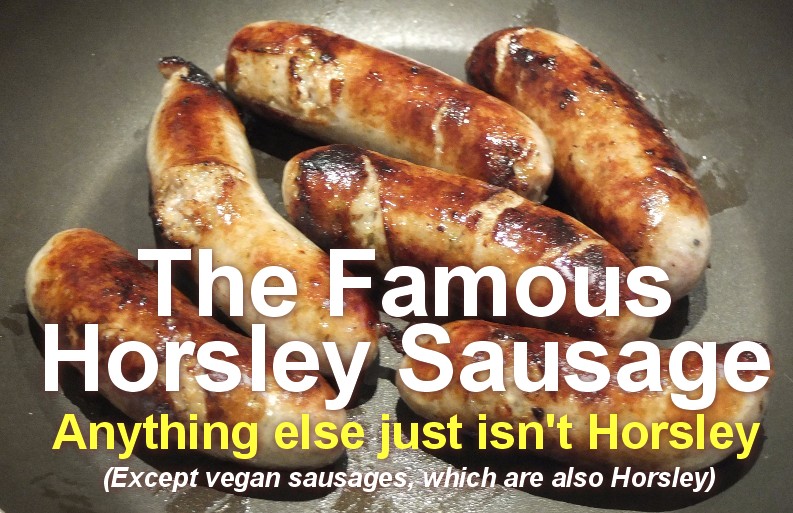 The Famous
Horsley Sausage
Anything else just isn't Horsley
(Except vegan sausages, which are also Horsley)